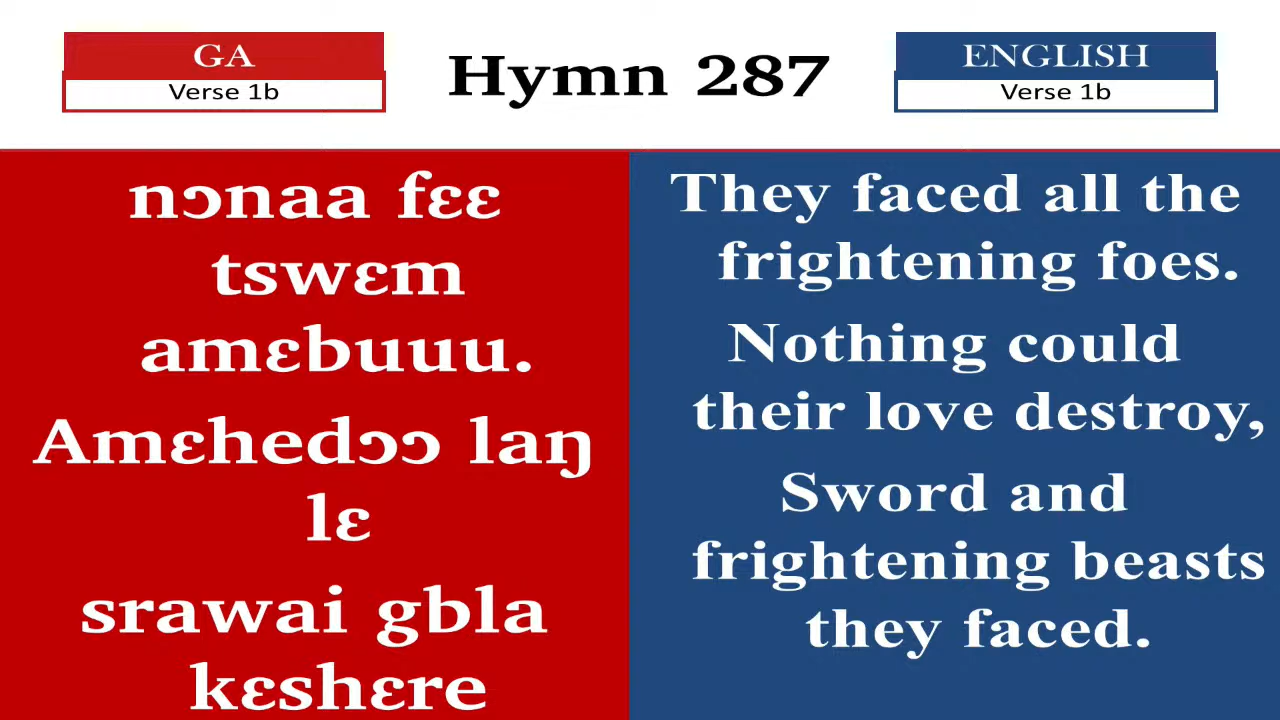 GA
Verse 1b
Hymn 287
ENGLISH
Verse 1b
nɔnaa fɛɛ
tswɛm
amɛbuuu.
Amɛhedɔɔ laŋ
lɛ
srawai gbla
kɛshɛre
They faced all the
frightening foes.
Nothing could
their love destroy,
Sword and
frightening beasts
they faced.